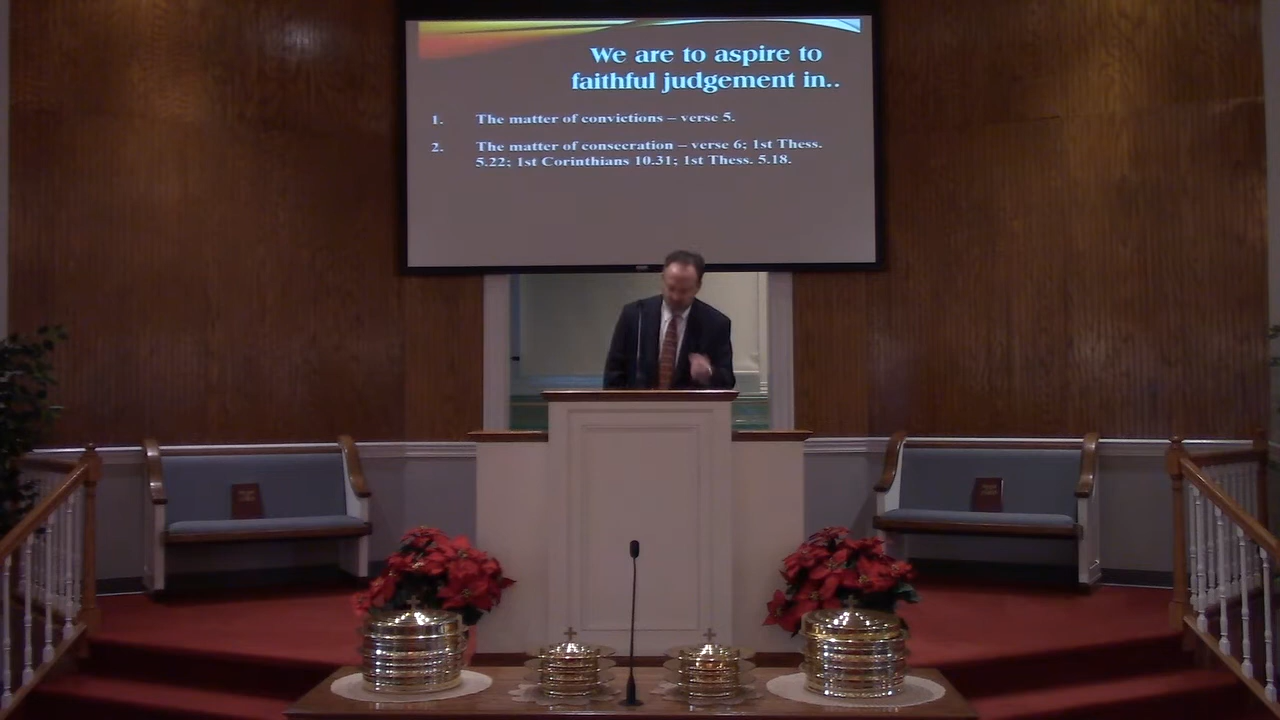 We are to aspire to
faithful judgement in..
1. The matter of convictions – verse 5.
2. The matter of consecration – verse 6; 1st Thess.
5.22; 1st Corinthians 10.31; 1st Thess. 5.18.